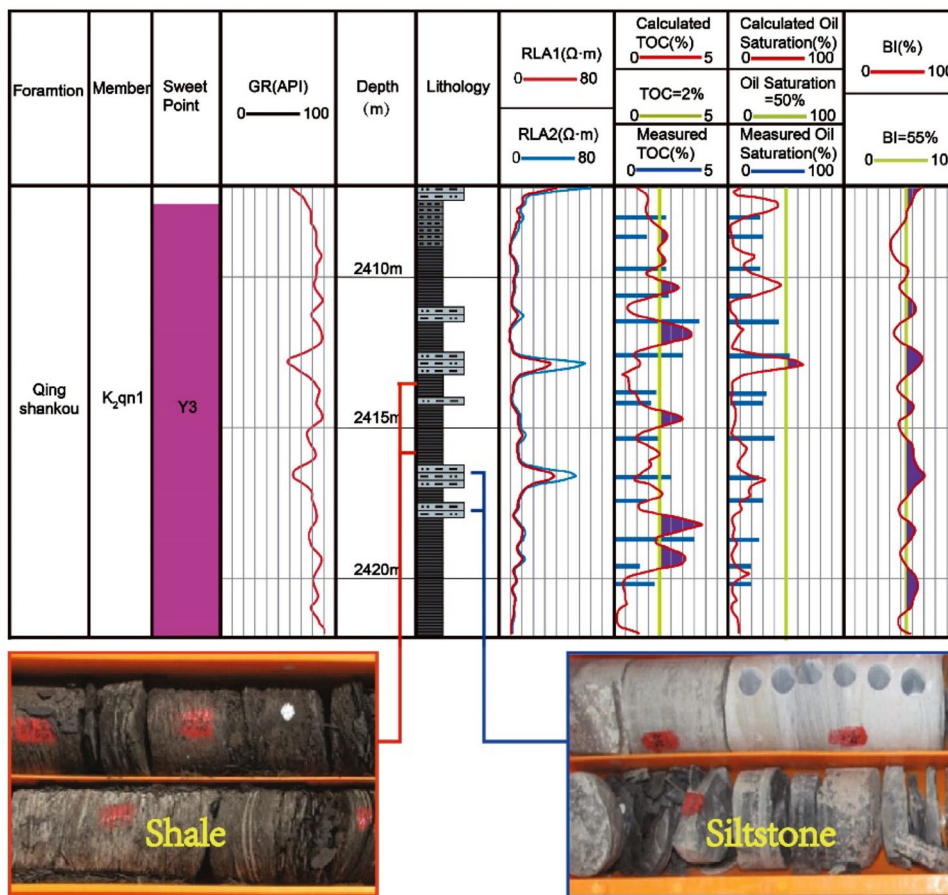 Foramtion
Member
Sweet
Point
GR(API)
0 100
Depth
(m)
Lithology
RLA1(Ω·m)
0 80
RLA2(Ω·m)
0 80
Calculated
TOC(%)
0 5
TOC=2%
0 5
Measured
TOC(%)
0 5
Calculated Oil
Saturation(%)
0 100
Oil Saturation
=50%
0 100
Measured Oil
Saturation(%)
0 100
BI(%)
0 100
BI=55%
0 10
Qing
shankou
K2qn1
Y3
2410m
2415m
2420m
Shale
Siltstone